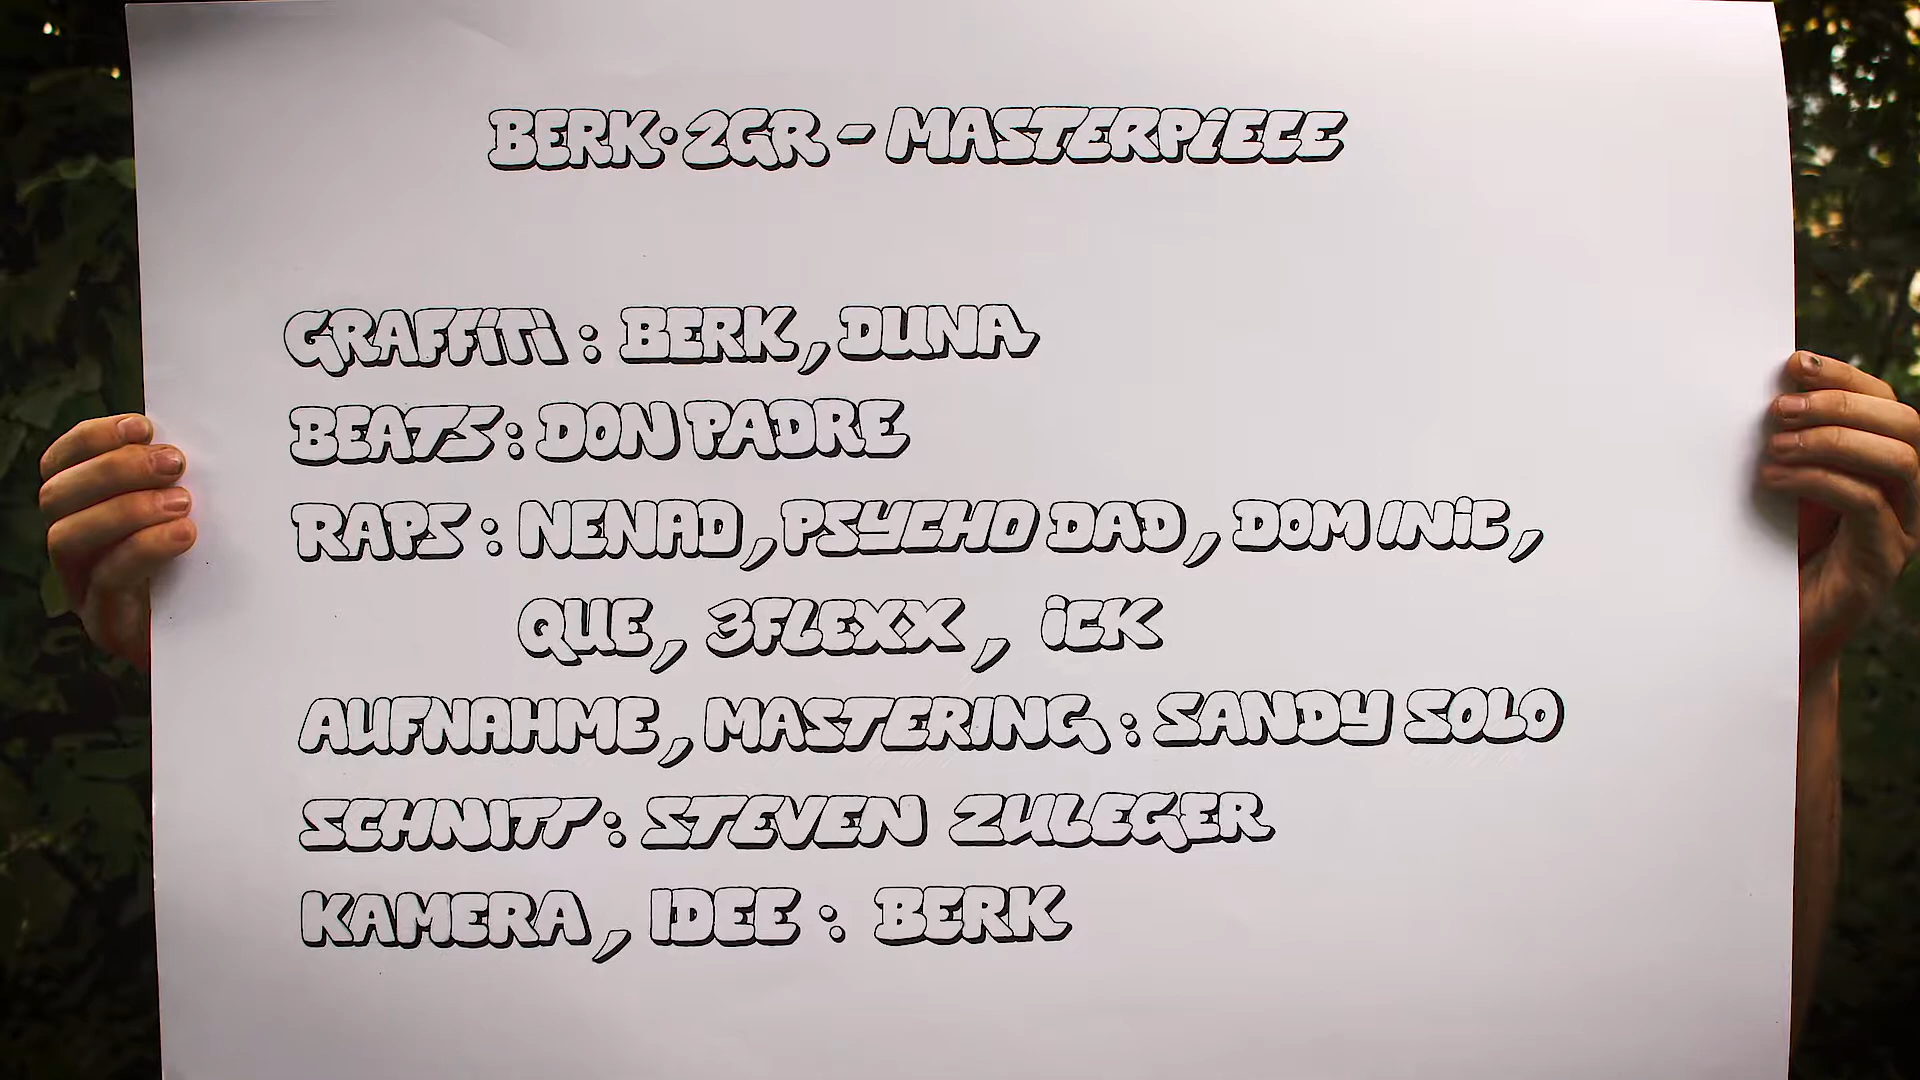 BERK·2GR - MASTERPiECE
GRAFFiTi : BERK, DUNA
BEATS : DON PADRE
RAPS : NENAD, PSYCHO DAD, DOM INiC,
QUE, 3FLEXX, iCK
AUFNAHME, MASTERING : SANDY SOLO
SCHNITT : STEVEN ZULEGER
KAMERA, IDEE : BERK